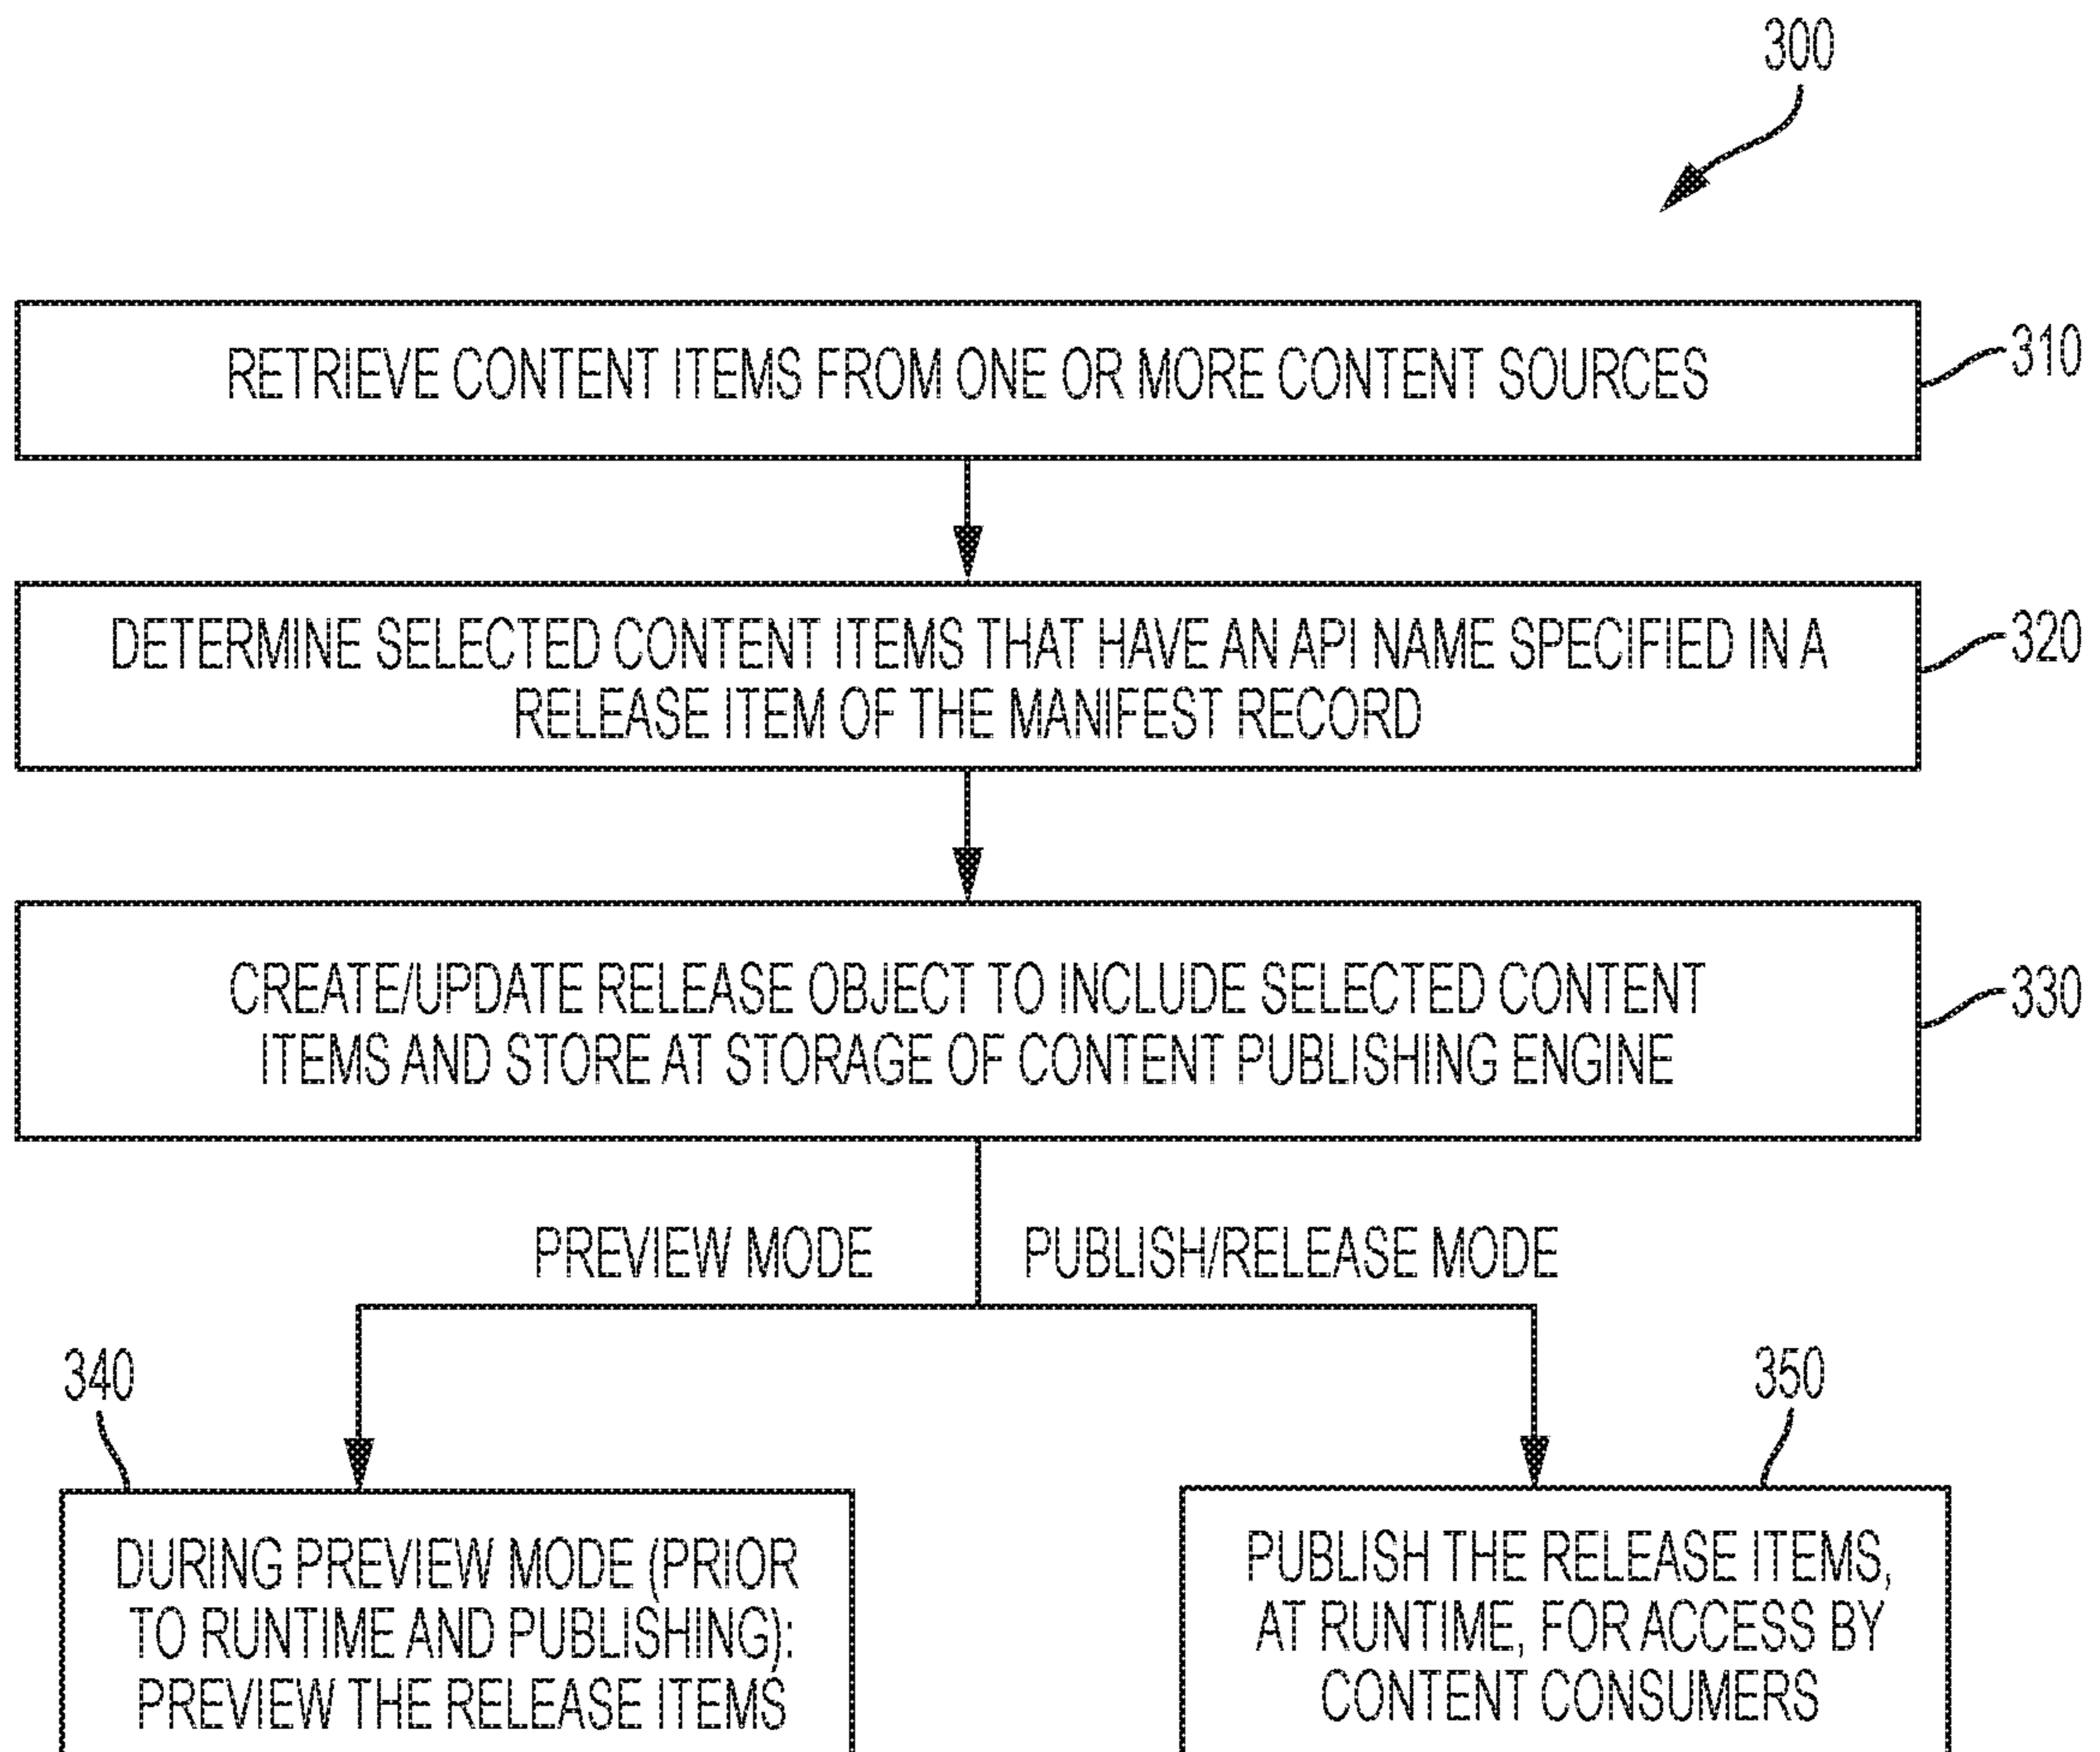 300
RETRIEVE CONTENT ITEMS FROM ONE OR MORE CONTENT SOURCES
310
DETERMINE SELECTED CONTENT ITEMS THAT HAVE AN API NAME SPECIFIED IN A
RELEASE ITEM OF THE MANIFEST RECORD
320
CREATE/UPDATE RELEASE OBJECT TO INCLUDE SELECTED CONTENT
ITEMS AND STORE AT STORAGE OF CONTENT PUBLISHING ENGINE
330
PREVIEW MODE
PUBLISH/RELEASE MODE
340
DURING PREVIEW MODE (PRIOR
TO RUNTIME AND PUBLISHING):
PREVIEW THE RELEASE ITEMS
350
PUBLISH THE RELEASE ITEMS,
AT RUNTIME, FOR ACCESS BY
CONTENT CONSUMERS